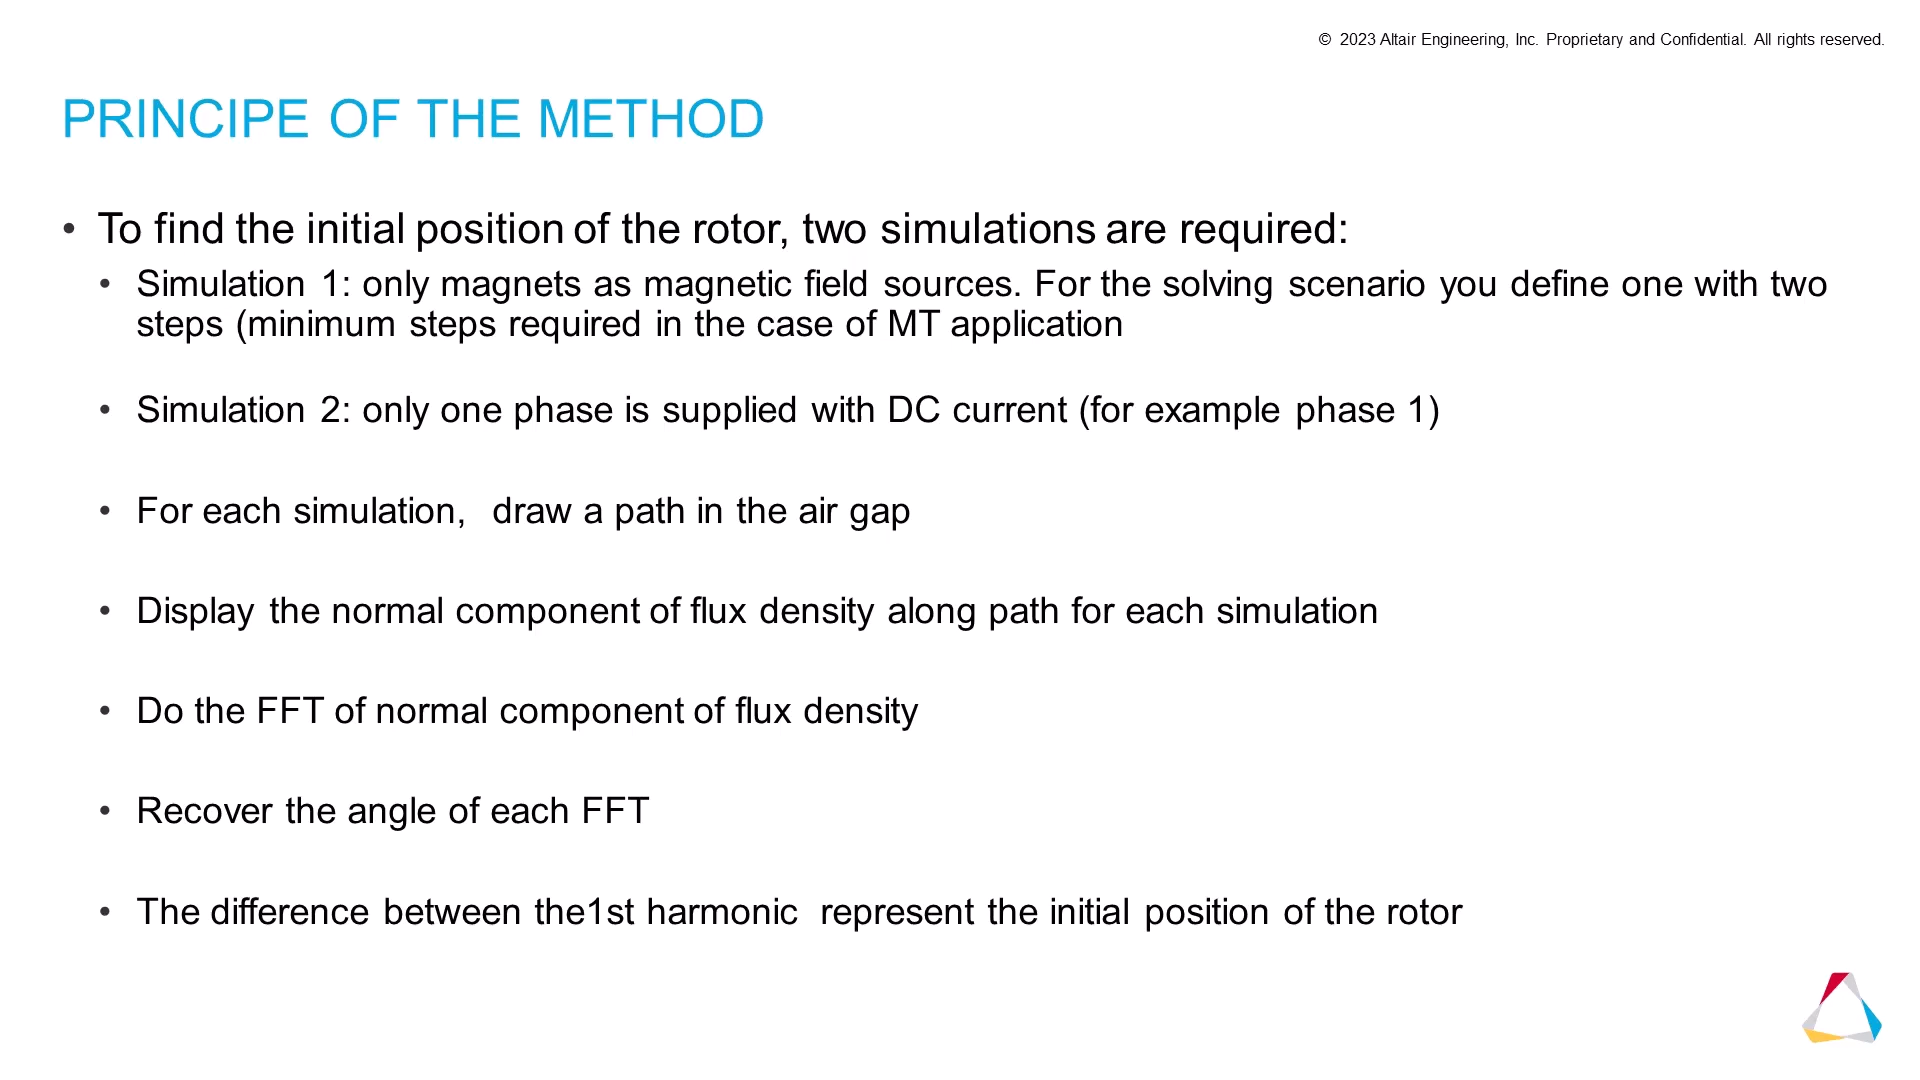 © 2023 Altair Engineering, Inc. Proprietary and Confidential. All rights reserved.
PRINCIPE OF THE METHOD
• To find the initial position of the rotor, two simulations are required:
• Simulation 1: only magnets as magnetic field sources. For the solving scenario you define one with two
steps (minimum steps required in the case of MT application
• Simulation 2: only one phase is supplied with DC current (for example phase 1)
• For each simulation, draw a path in the air gap
• Display the normal component of flux density along path for each simulation
• Do the FFT of normal component of flux density
• Recover the angle of each FFT
• The difference between the1st harmonic represent the initial position of the rotor